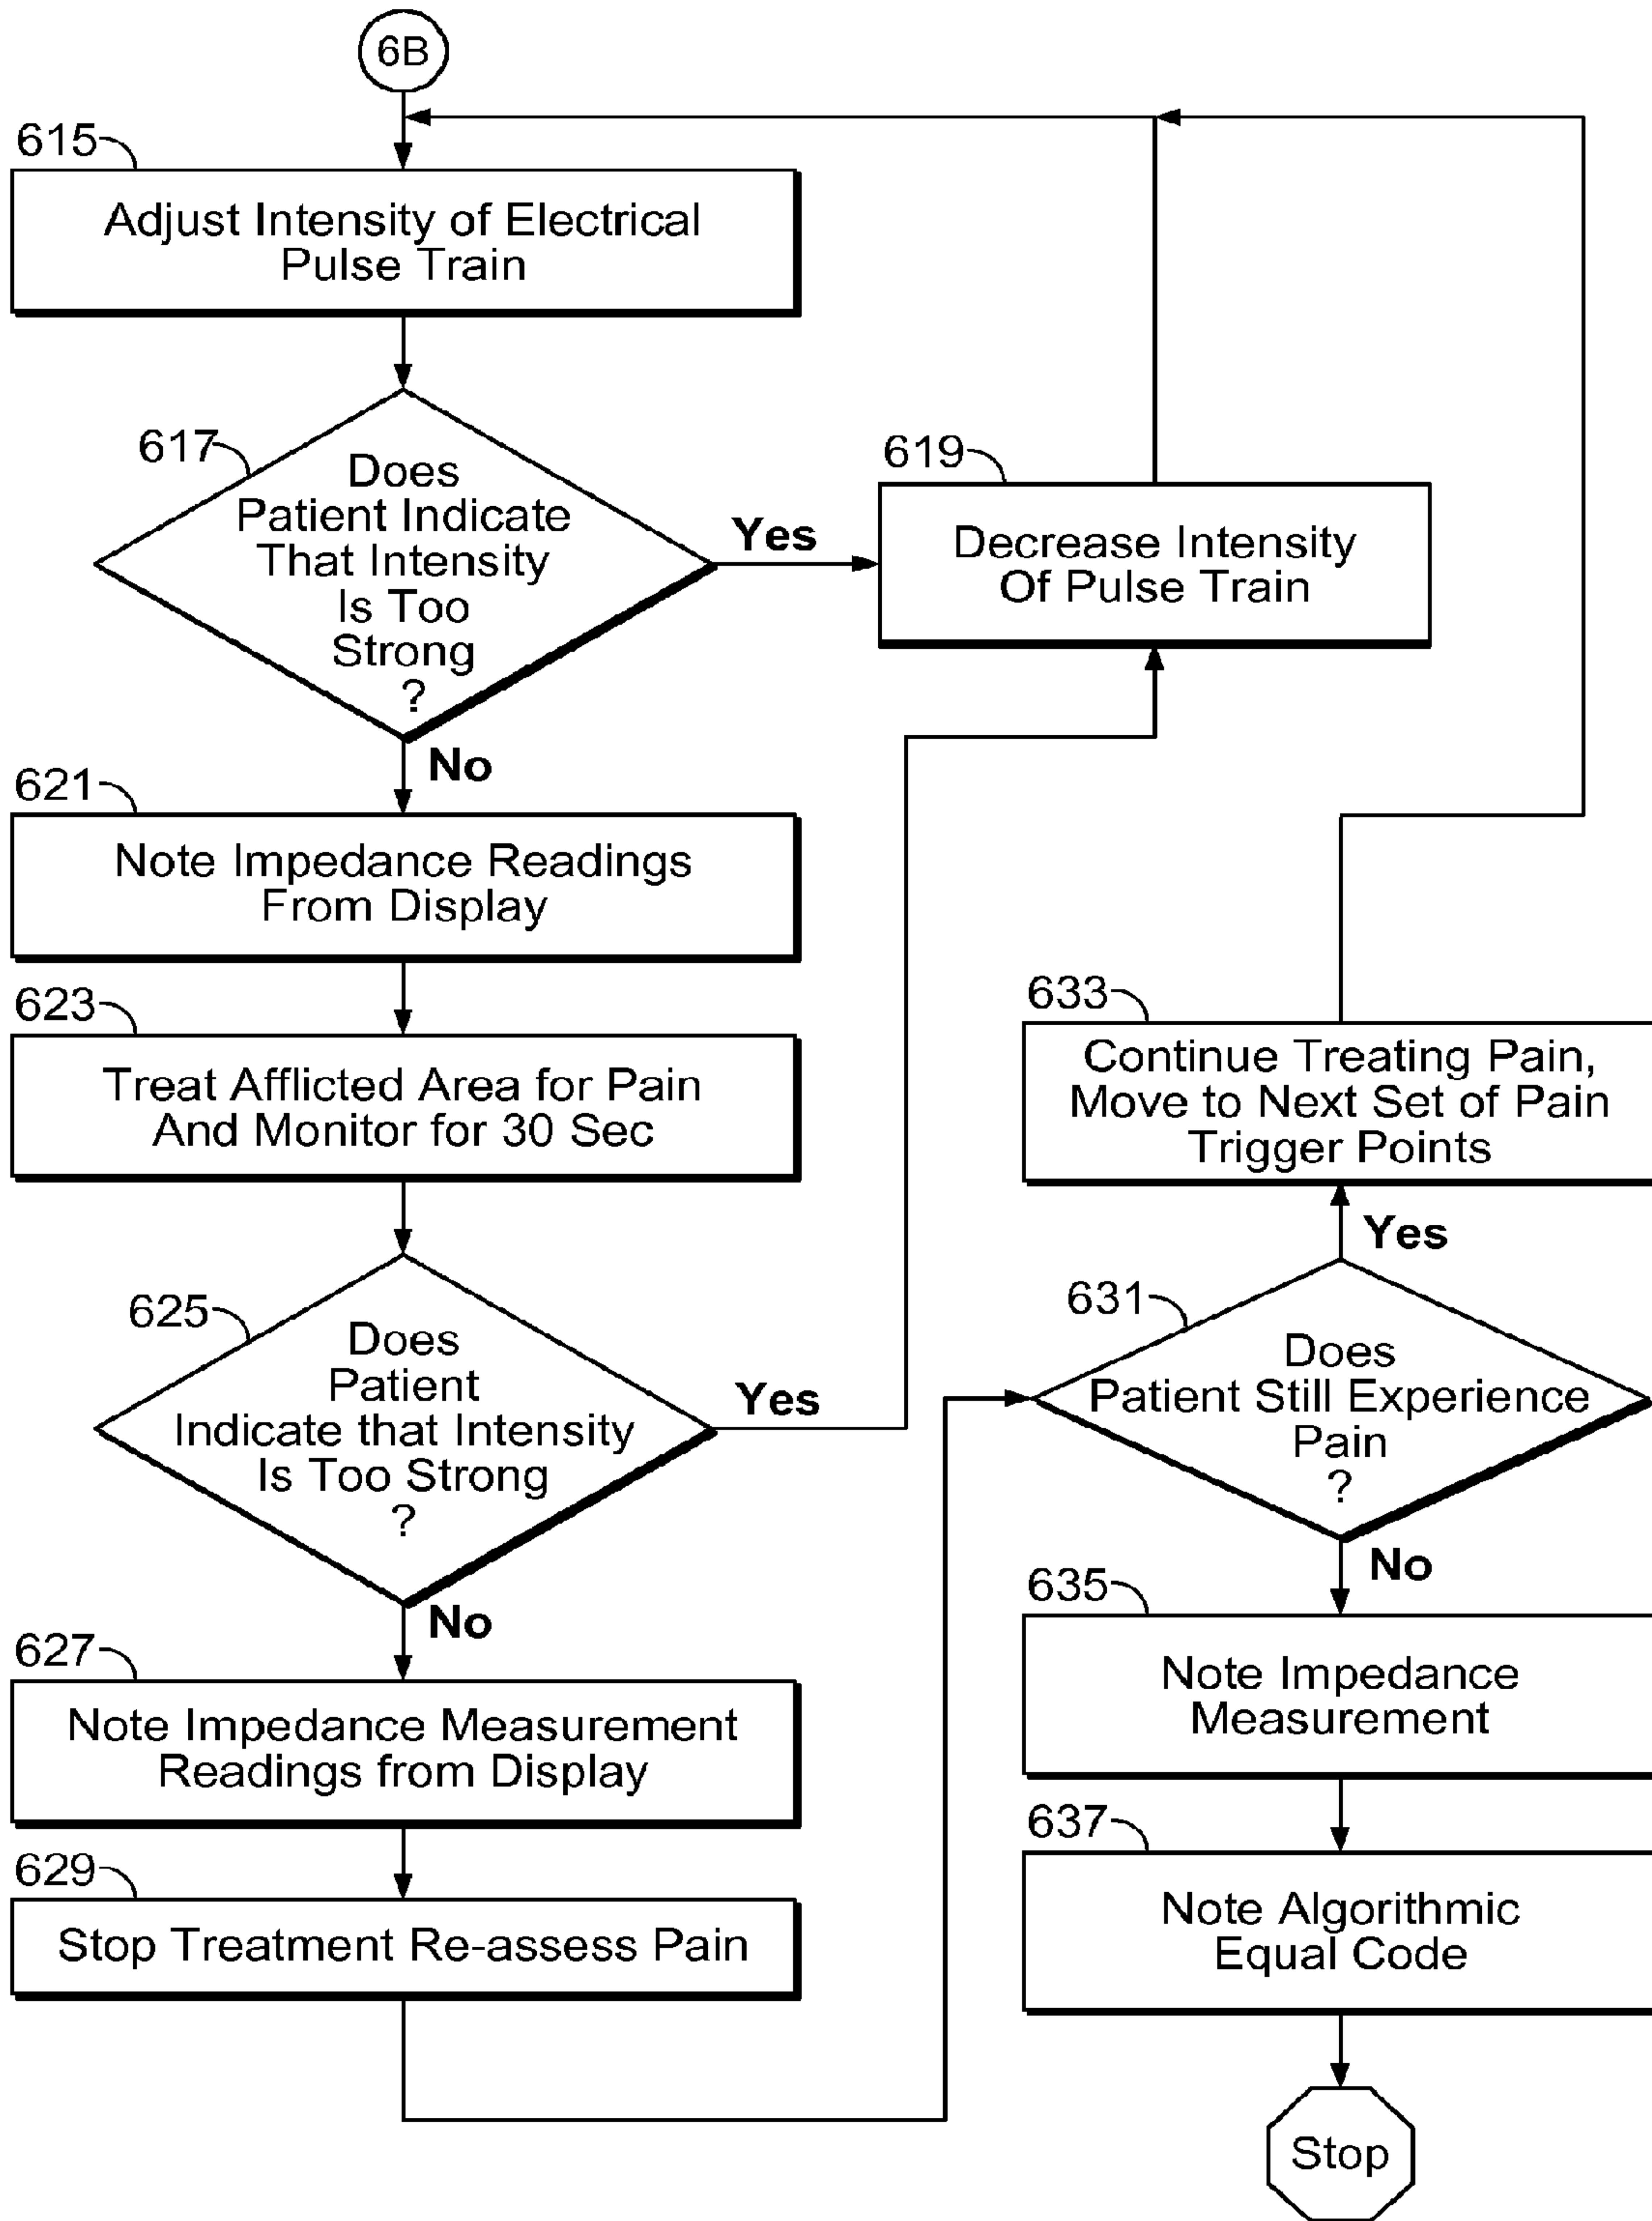 6B
615
Adjust Intensity of Electrical
Pulse Train
617
Does
Patient Indicate
That Intensity
Is Too
Strong
?
Yes
No
619
Decrease Intensity
Of Pulse Train
621
Note Impedance Readings
From Display
623
Treat Afflicted Area for Pain
And Monitor for 30 Sec
625
Does
Patient
Indicate that Intensity
Is Too Strong
?
Yes
No
627
Note Impedance Measurement
Readings from Display
629
Stop Treatment Re-assess Pain
633
Continue Treating Pain,
Move to Next Set of Pain
Trigger Points
Yes
631
Does
Patient Still Experience
Pain
?
No
635
Note Impedance
Measurement
637
Note Algorithmic
Equal Code
Stop